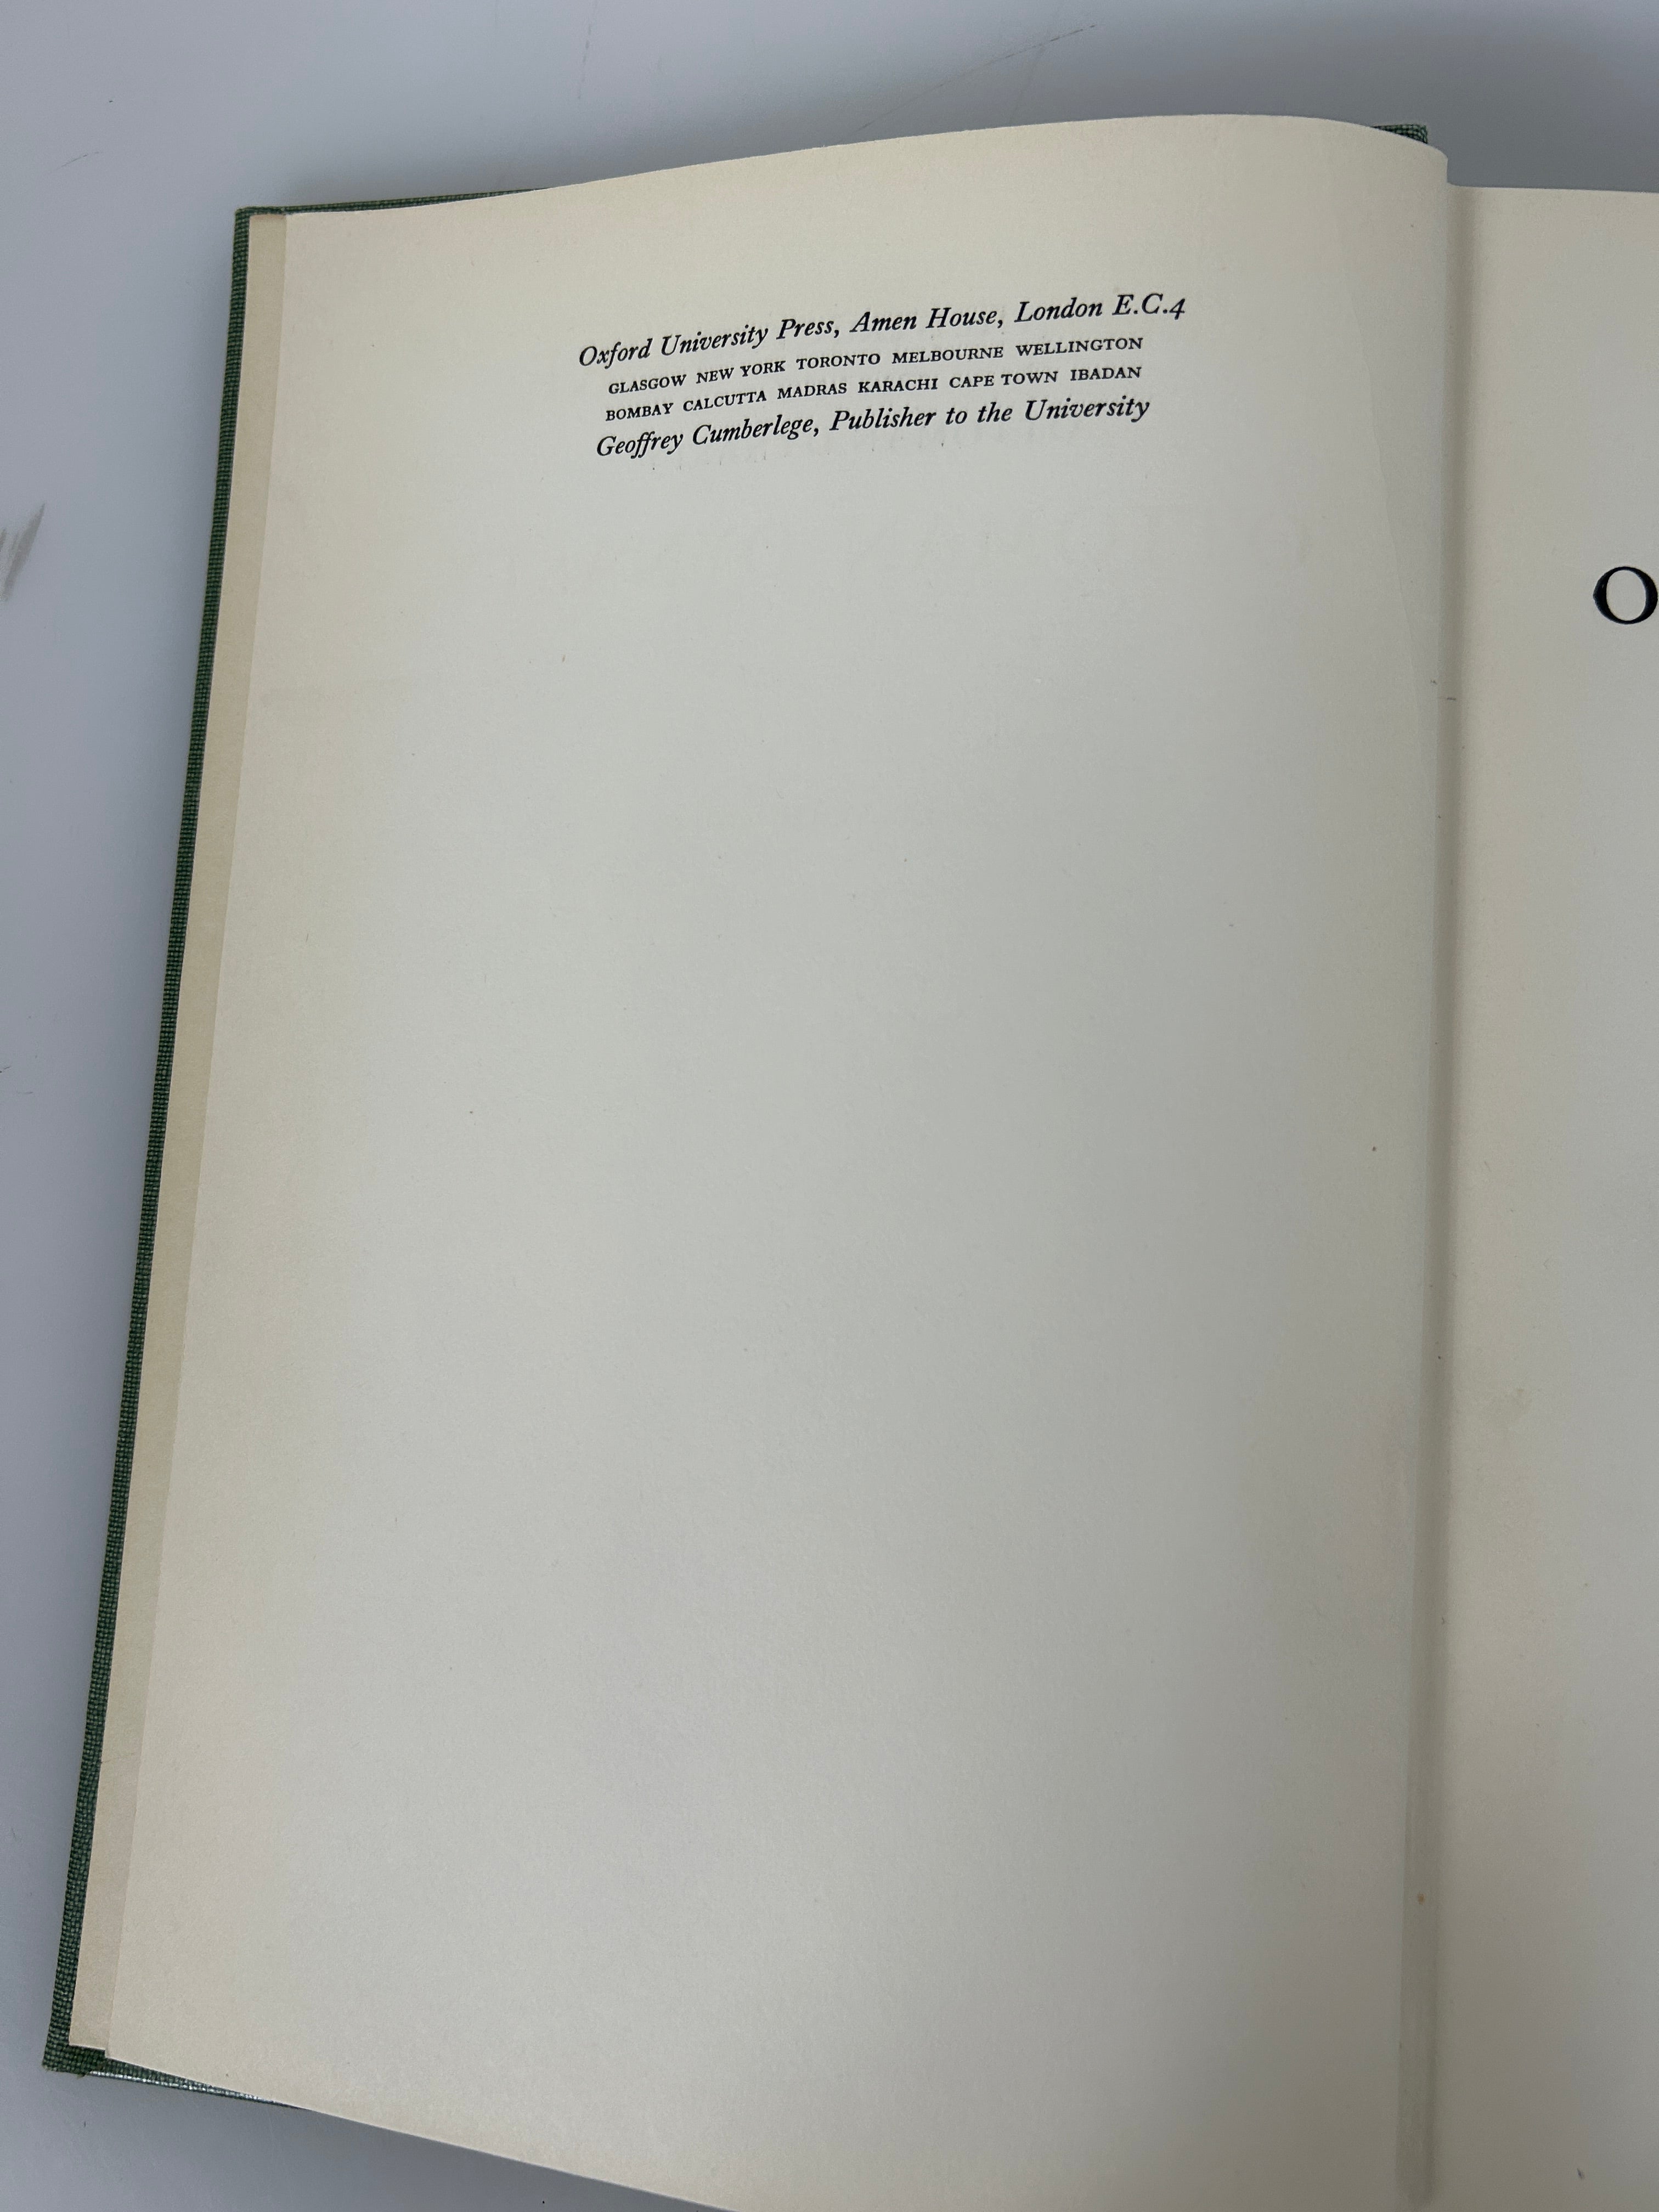 Oxford University Press, Amen House, London E.C.4
GLASGOW NEW YORK TORONTO MELBOURNE WELLINGTON
BOMBAY CALCUTTA MADRAS KARACHI CAPE TOWN IBADAN
Geoffrey Cumberlege, Publisher to the University
O